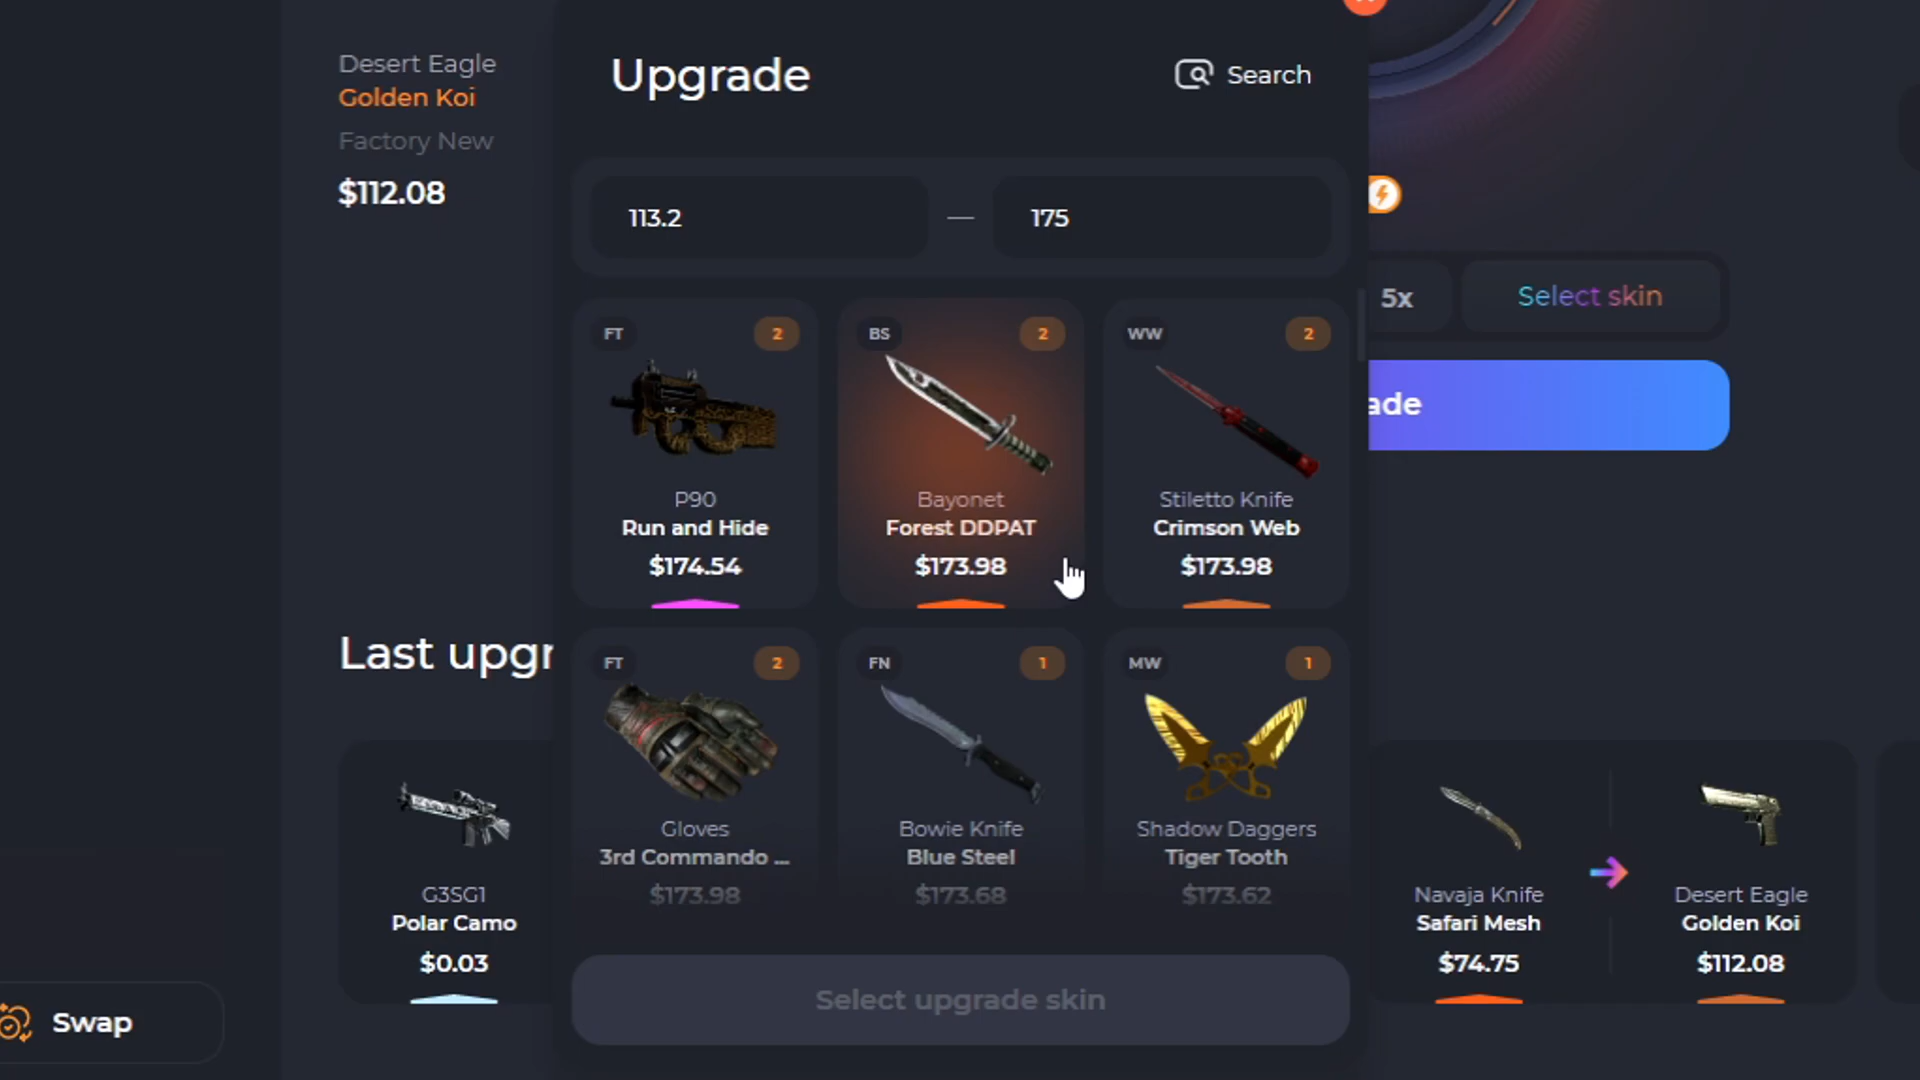 Desert Eagle
Golden Koi
Factory New
$112.08
Upgrade
Search
113.2 — 175
5x
Select skin
ade
FT 2
P90
Run and Hide
$174.54
BS 2
Bayonet
Forest DDPAT
$173.98
WW 2
Stiletto Knife
Crimson Web
$173.98
Last upgr
FT 2
Gloves
3rd Commando ...
$173.98
FN 1
Bowie Knife
Blue Steel
$173.68
MW 1
Shadow Daggers
Tiger Tooth
$173.62
G3SG1
Polar Camo
$0.03
Navaja Knife
Safari Mesh
$74.75
Desert Eagle
Golden Koi
$112.08
Select upgrade skin
Swap